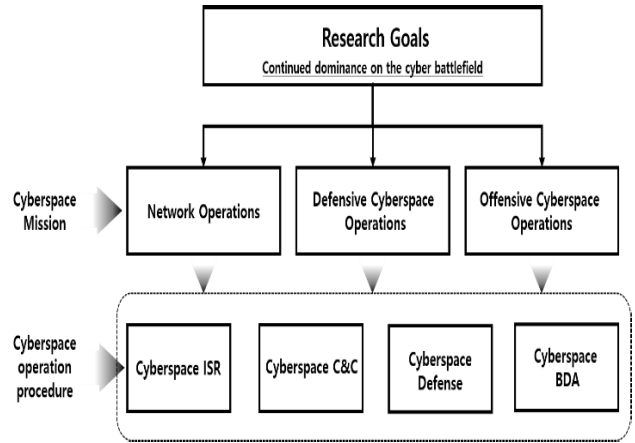 Research Goals
Continued dominance on the cyber battlefield
Cyberspace
Mission
Network Operations
Defensive Cyberspace
Operations
Offensive Cyberspace
Operations
Cyberspace
operation
procedure
Cyberspace ISR
Cyberspace C&C
Cyberspace
Defense
Cyberspace
BDA